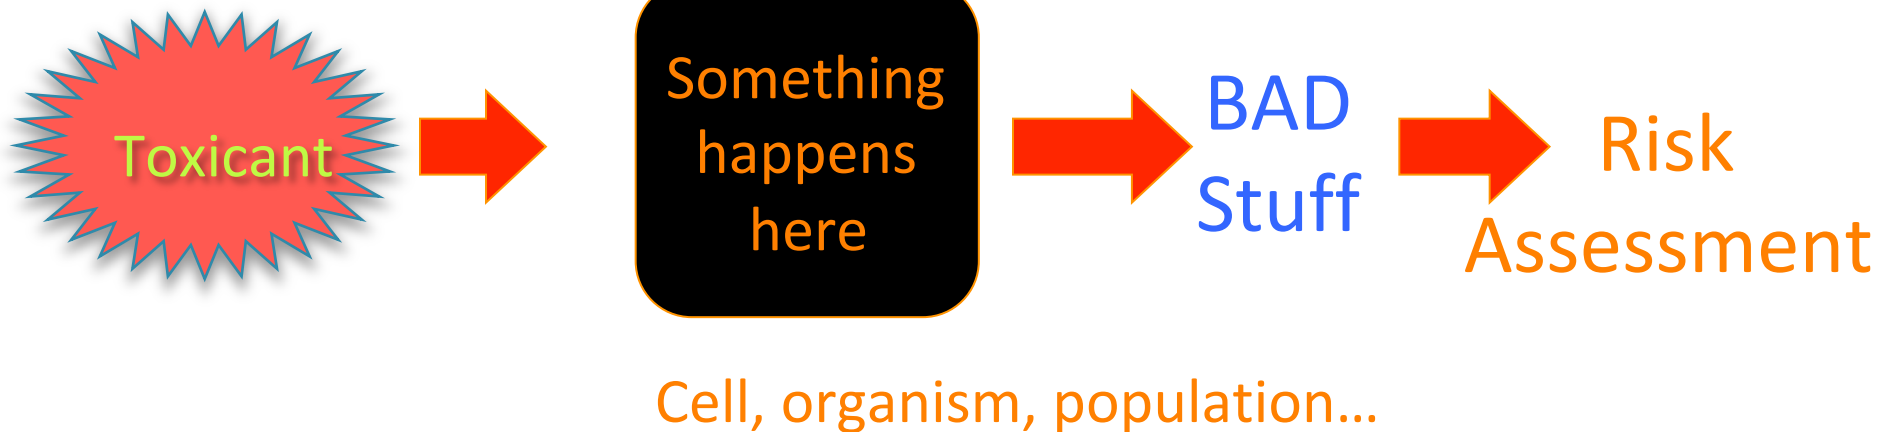 Toxicant
Something
happens
here
BAD
Stuff
Risk
Assessment
Cell, organism, population...